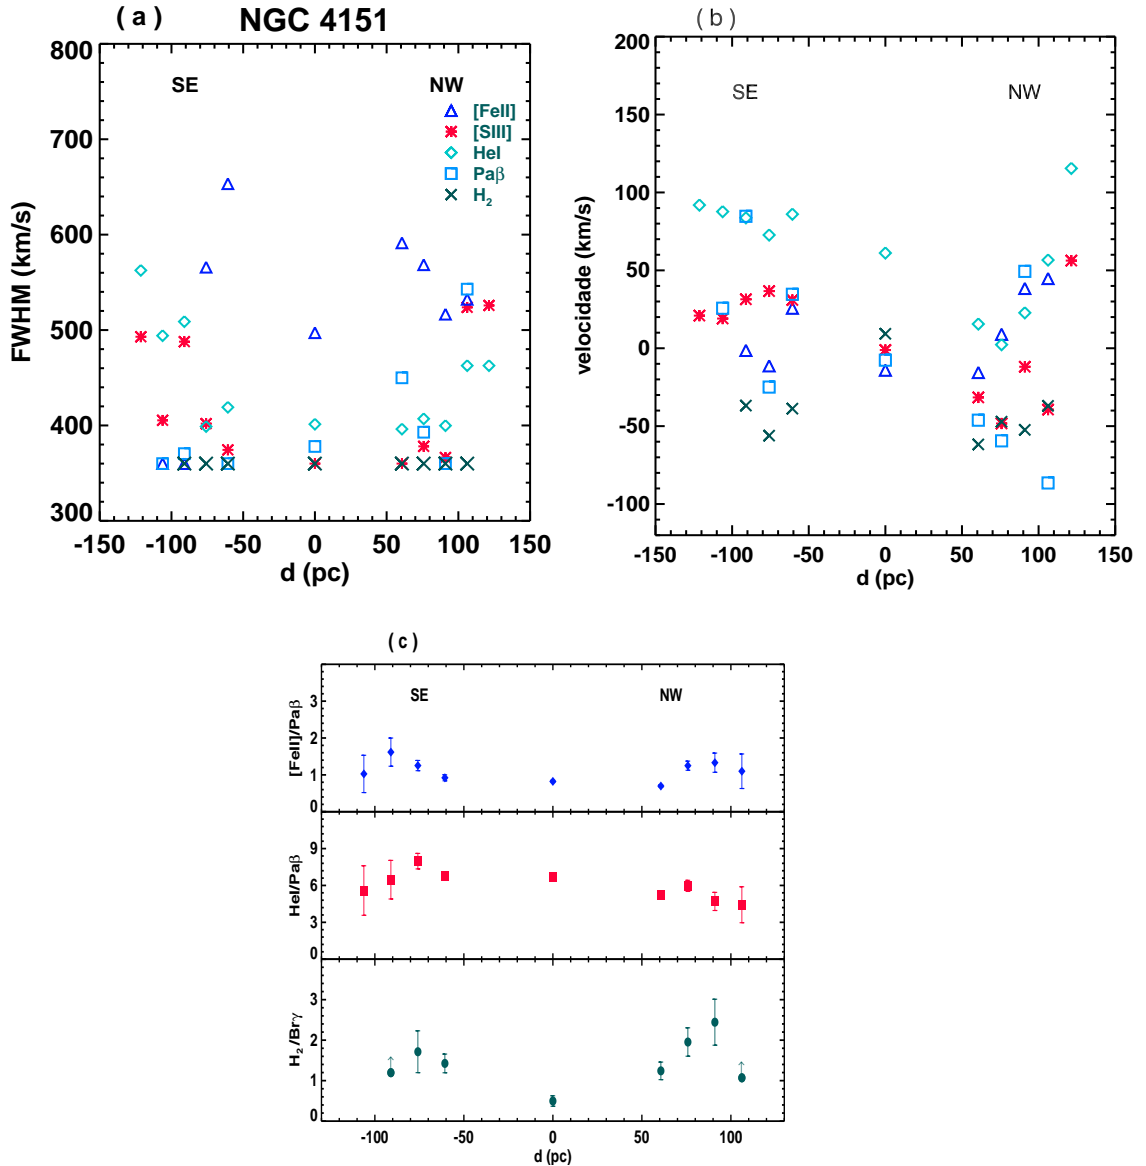 ( a )
NGC 4151
800
700
600
500
400
300
FWHM (km/s)
SE
NW
[FeII]
[SIII]
HeI
Paβ
H2
-150 -100 -50 0 50 100 150
d (pc)
( b )
200
150
100
50
0
-50
-100
velocidade (km/s)
SE
NW
-150 -100 -50 0 50 100 150
d (pc)
( c )
SE
NW
3
2
1
0
[FeII]/Paβ
9
6
3
0
HeI/Paβ
3
2
1
0
H2/Brγ
-100 -50 0 50 100
d (pc)